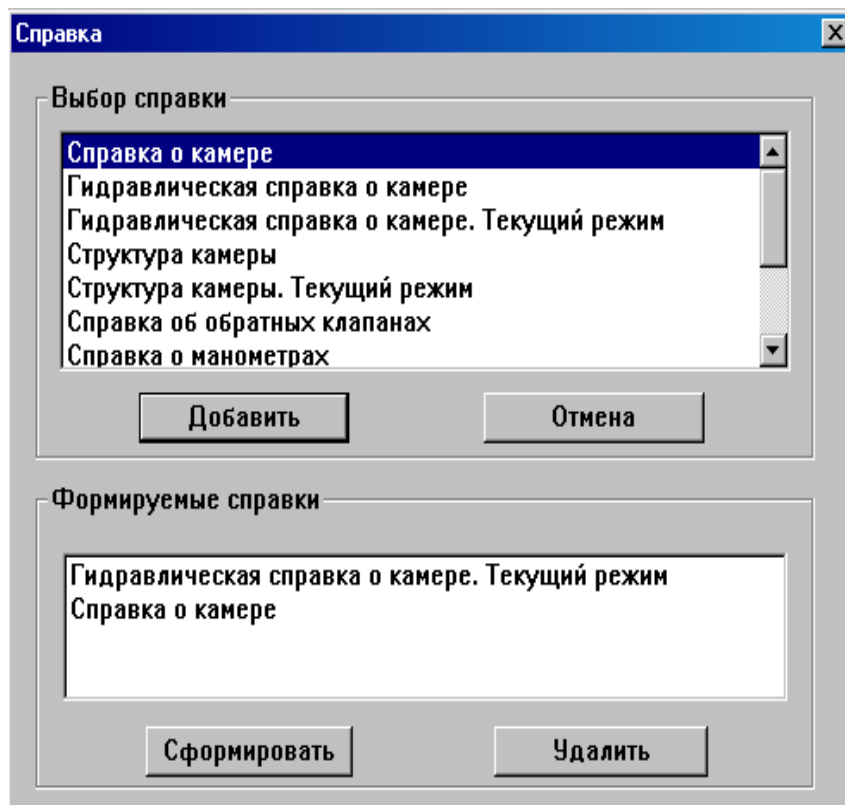 Справка
Выбор справки
Справка о камере
Гидравлическая справка о камере
Гидравлическая справка о камере. Текущий режим
Структура камеры
Структура камеры. Текущий режим
Справка об обратных клапанах
Справка о манометрах
Добавить
Отмена
Формируемые справки
Гидравлическая справка о камере. Текущий режим
Справка о камере
Сформировать
Удалить